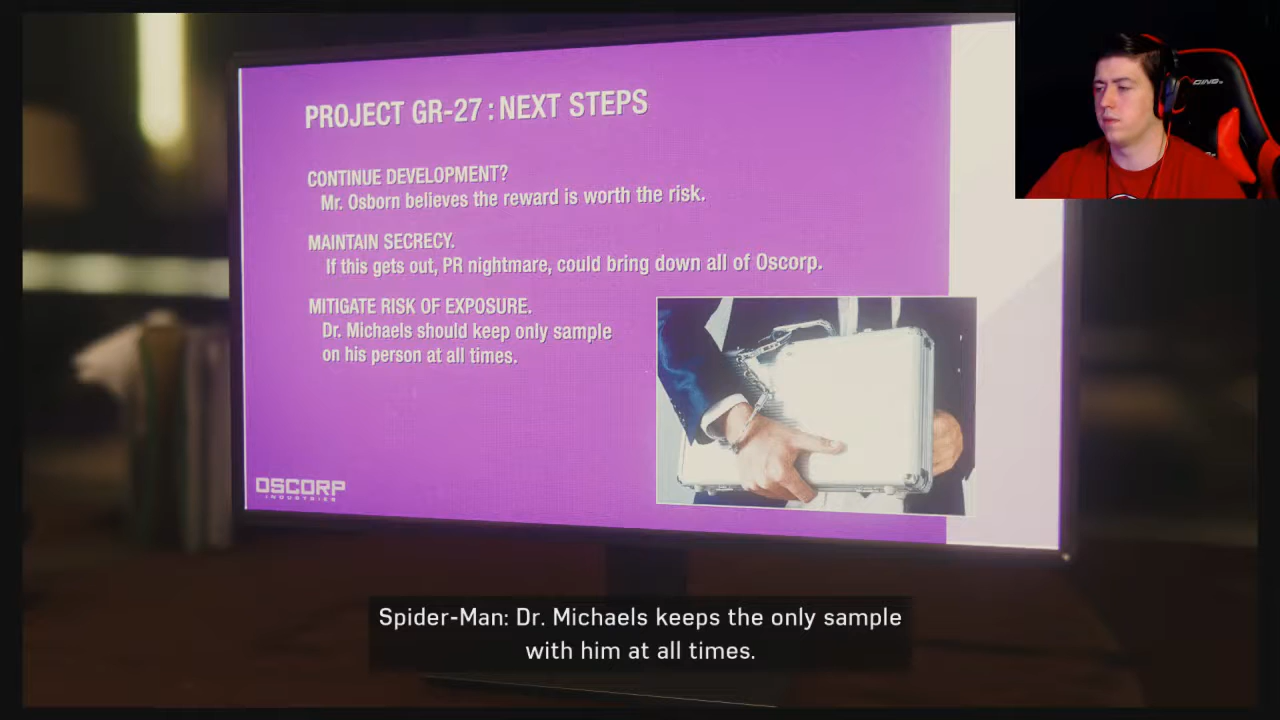 PROJECT GR-27 : NEXT STEPS
CONTINUE DEVELOPMENT?
Mr. Osborn believes the reward is worth the risk.
MAINTAIN SECRECY.
If this gets out, PR nightmare, could bring down all of Oscorp.
MITIGATE RISK OF EXPOSURE.
Dr. Michaels should keep only sample
on his person at all times.
OSCORP
INDUSTRIES
Spider-Man: Dr. Michaels keeps the only sample
with him at all times.